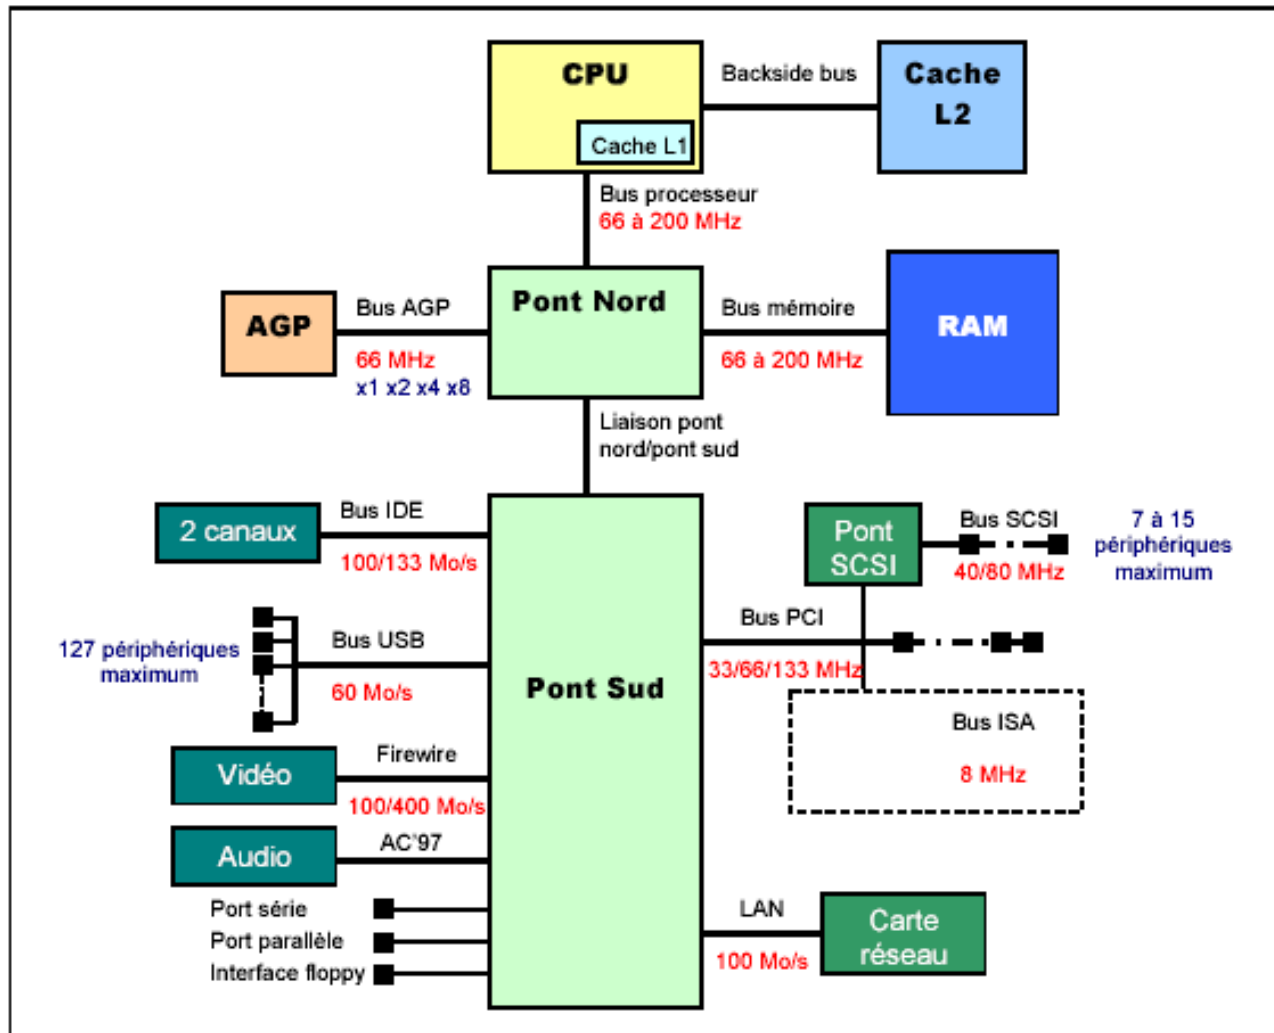 CPU
Backside bus
Cache
L2
Cache L1
Bus processeur
66 à 200 MHz
AGP
Bus AGP
66 MHz
x1 x2 x4 x8
Pont Nord
Bus mémoire
66 à 200 MHz
RAM
Liaison pont
nord/pont sud
2 canaux
Bus IDE
100/133 Mo/s
Pont
SCSI
Bus SCSI
40/80 MHz
7 à 15
périphériques
maximum
127 périphériques
maximum
Bus USB
60 Mo/s
Pont Sud
Bus PCI
33/66/133 MHz
Bus ISA
8 MHz
Vidéo
Firewire
100/400 Mo/s
Audio
AC'97
Port série
Port parallèle
Interface floppy
LAN
100 Mo/s
Carte
réseau